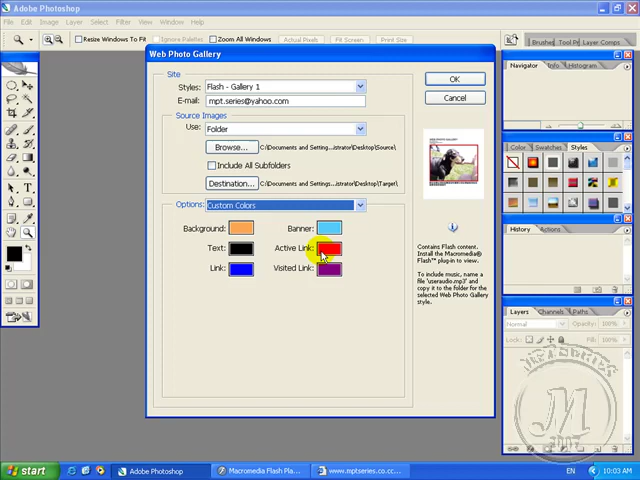 Adobe Photoshop
File Edit Image Layer Select Filter View Window Help
Resize Windows To Fit Zoom All Windows Actual Pixels Fit Screen Print Size
Brushes Tool Pr Layer Comps
Web Photo Gallery
Site
Styles: Flash - Gallery 1
E-mail: mpt.series@yahoo.com
Source Images
Use: Folder
Browse... C:/Documents and Setting...istrator/Desktop/Source/
Include All Subfolders
Destination... C:/Documents and Settings...istrator/Desktop/Target/
Options: Custom Colors
Background: Banner:
Text: Active Link:
Link: Visited Link:
OK
Cancel
Contains Flash content.
Install the Macromedia
Flash™ plug-in to view.
To include music, name a
file 'useraudio.mp3' and
copy it to the folder for the
selected Web Photo Gallery
style.
Navigator Info Histogram
Color Swatches Styles
History Actions
Layers Channels Paths
Normal Opacity: 100%
Lock: Fill: 100%
M
2007
start Adobe Photoshop Macromedia Flash Pla... www.mptseries.co.cc... EN 10:03 AM